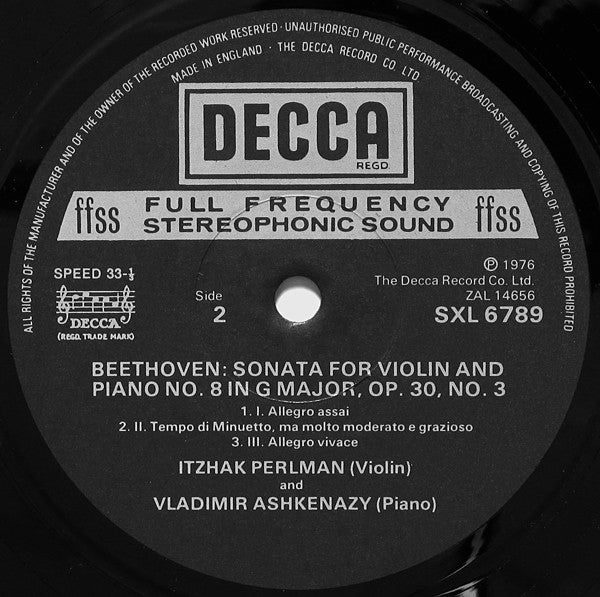 ALL RIGHTS OF THE MANUFACTURER AND OF THE OWNER OF THE RECORDED WORK RESERVED · UNAUTHORISED PUBLIC PERFORMANCE BROADCASTING AND COPYING OF THIS RECORD PROHIBITED
MADE IN ENGLAND · THE DECCA RECORD CO. LTD.
DECCA
REGD.
ffss FULL FREQUENCY ffss
STEREOPHONIC SOUND
SPEED 33-⅓
DECCA
(REGD. TRADE MARK)
Side
2
℗ 1976
The Decca Record Co. Ltd.
ZAL 14656
SXL 6789
BEETHOVEN: SONATA FOR VIOLIN AND
PIANO NO. 8 IN G MAJOR, OP. 30, NO. 3
1. I. Allegro assai
2. II. Tempo di Minuetto, ma molto moderato e grazioso
3. III. Allegro vivace
ITZHAK PERLMAN (Violin)
and
VLADIMIR ASHKENAZY (Piano)